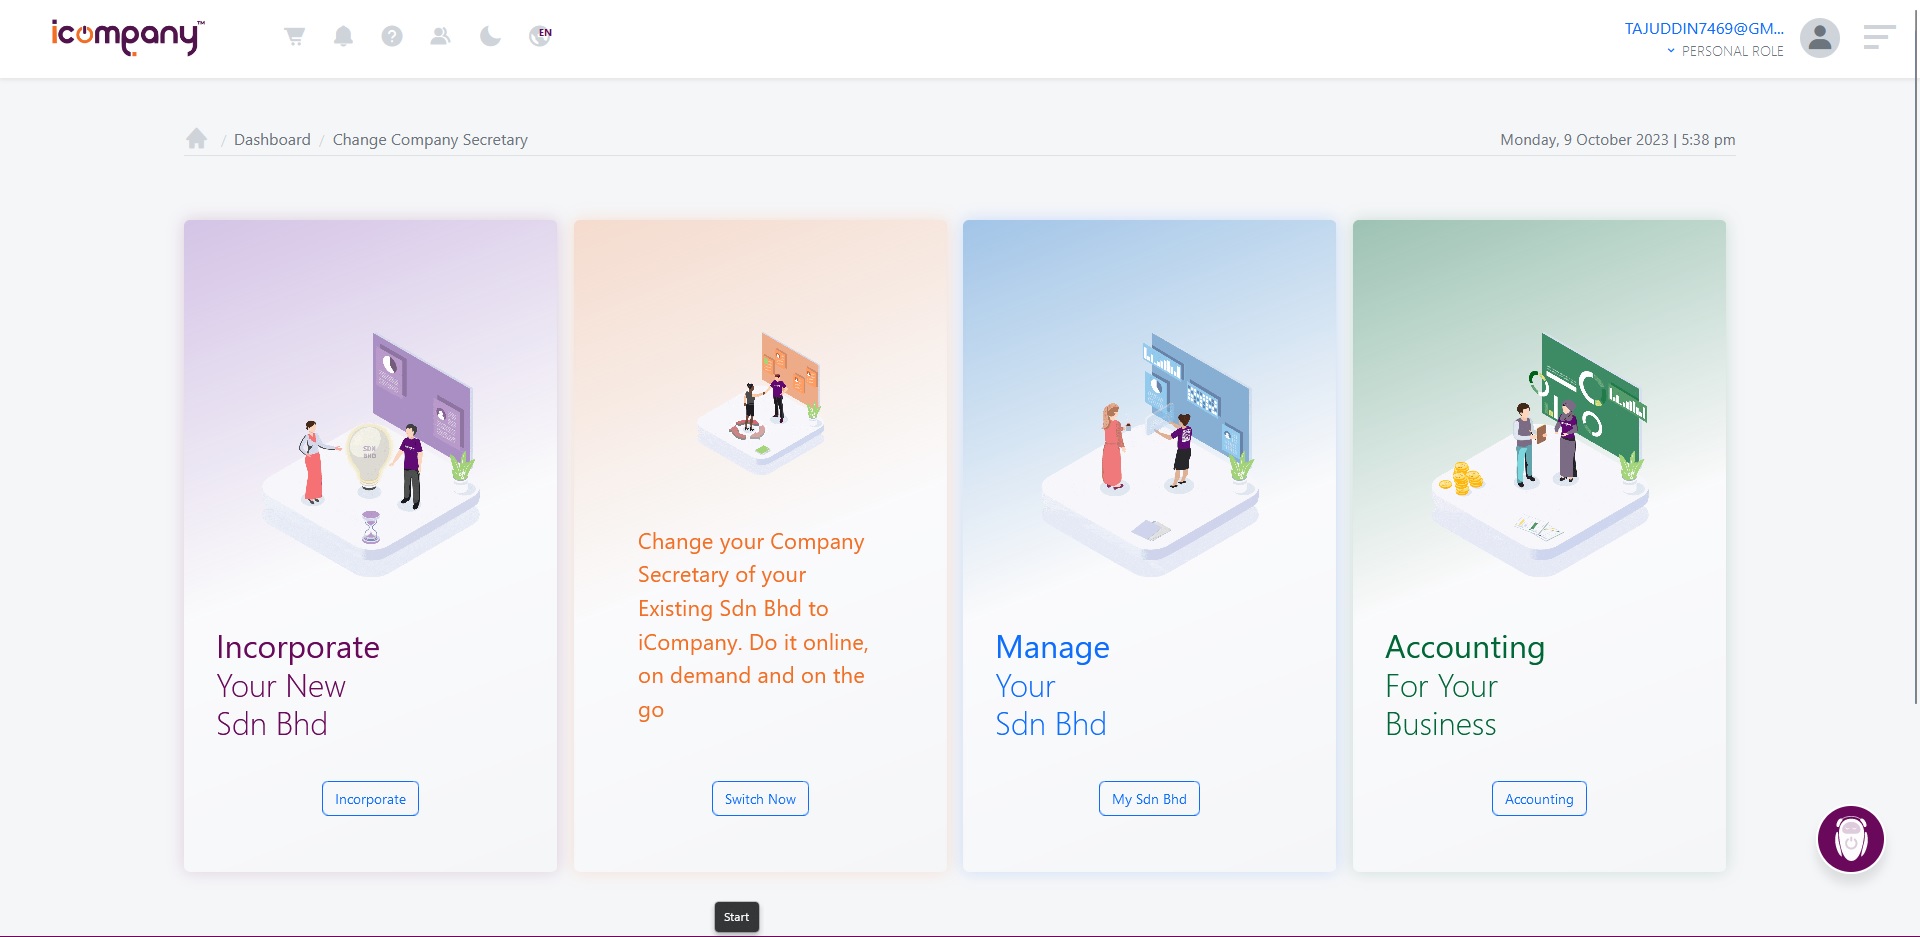 icompany™
EN
TAJUDDIN7469@GM...
PERSONAL ROLE
/ Dashboard / Change Company Secretary
Monday, 9 October 2023 | 5:38 pm
SDN
BHD
Incorporate
Your New
Sdn Bhd
Incorporate
Change your Company
Secretary of your
Existing Sdn Bhd to
iCompany. Do it online,
on demand and on the
go
Switch Now
Manage
Your
Sdn Bhd
My Sdn Bhd
Accounting
For Your
Business
Accounting
Start